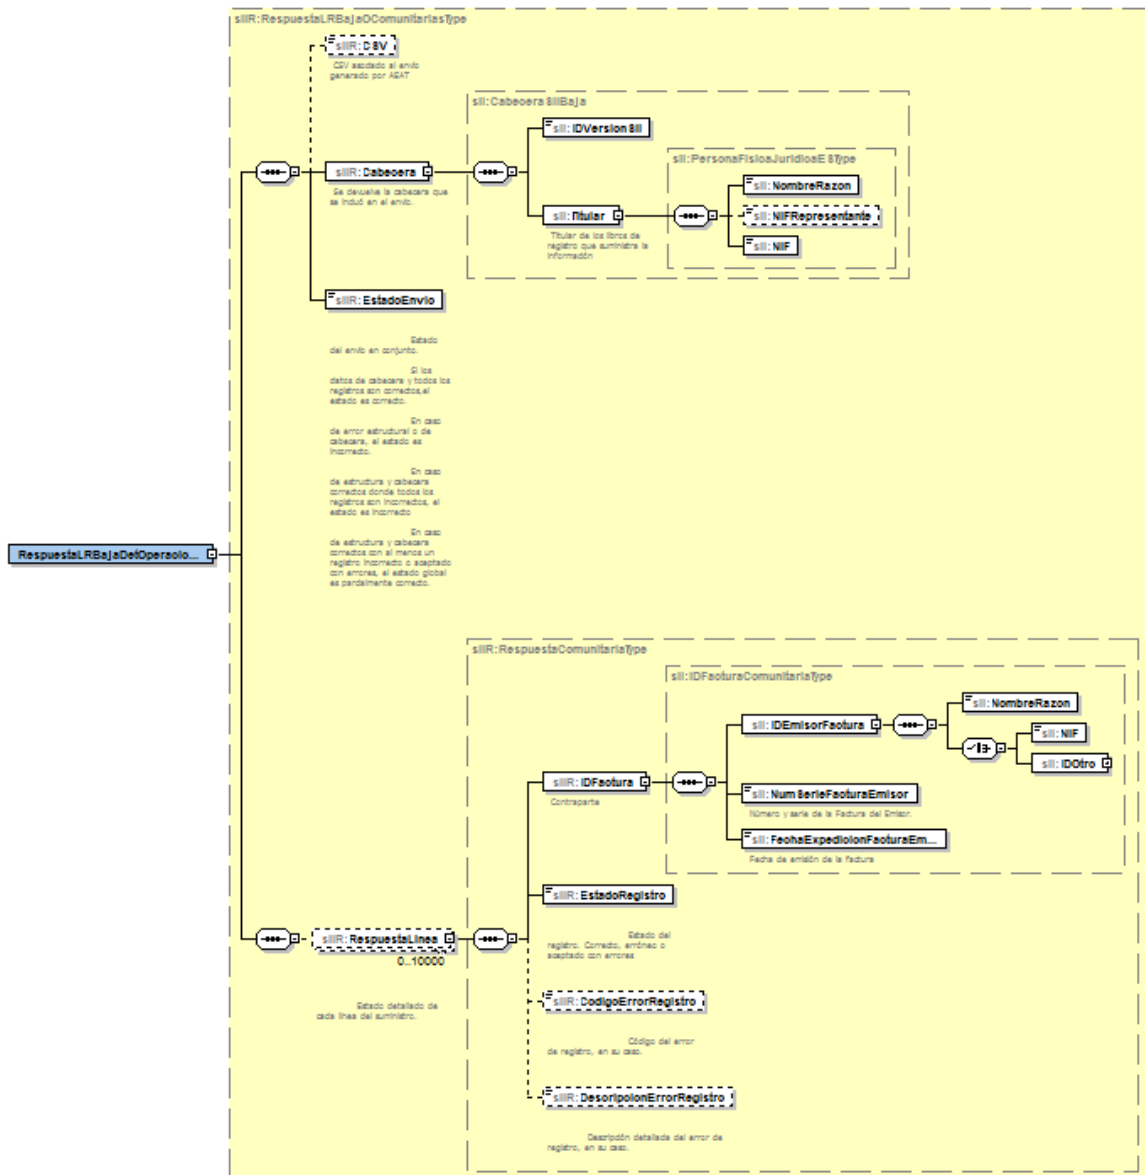 siiR:RespuestaLRBajaOComunitariasType
siiR:CSV
CSV asociado al envío
generado por AEAT
sii:CabeceraSiiBaja
sii:IDVersionSii
sii:PersonaFisicaJuridicaESType
sii:NombreRazon
siiR:Cabecera
Se devuelve la cabecera que
se incluó en el envío.
sii:Titular
sii:NIFRepresentante
Titular de los libros de
registro que suministra la
información
sii:NIF
siiR:EstadoEnvio
Estado
del envío en conjunto.
Si los
datos de cabecera y todos los
registros son correctos,el
estado es correcto.
En caso
de error estructural o de
cabecera, el estado es
incorrecto.
En caso
de estructura y cabecera
correctos donde todos los
registros son incorrectos, el
estado es incorrecto
En caso
de estructura y cabecera
correctos con al menos un
registro incorrecto o aceptado
con errores, el estado global
es parcialmente correcto.
RespuestaLRBajaDetOperacio...
siiR:RespuestaComunitariaType
sii:IDFacturaComunitariaType
sii:NombreRazon
sii:IDEmisorFactura
sii:NIF
sii:IDOtro
siiR:IDFactura
Contraparte
sii:NumSerieFacturaEmisor
Número y serie de la Factura del Emisor.
sii:FechaExpedicionFacturaEm...
Fecha de emisión de la factura
siiR:EstadoRegistro
Estado del
registro. Correcto, erróneo o
aceptado con errores
siiR:RespuestaLinea
0..10000
Estado detallado de
cada línea del suministro.
siiR:CodigoErrorRegistro
Código del error
de registro, en su caso.
siiR:DescripcionErrorRegistro
Descripción detallada del error de
registro, en su caso.